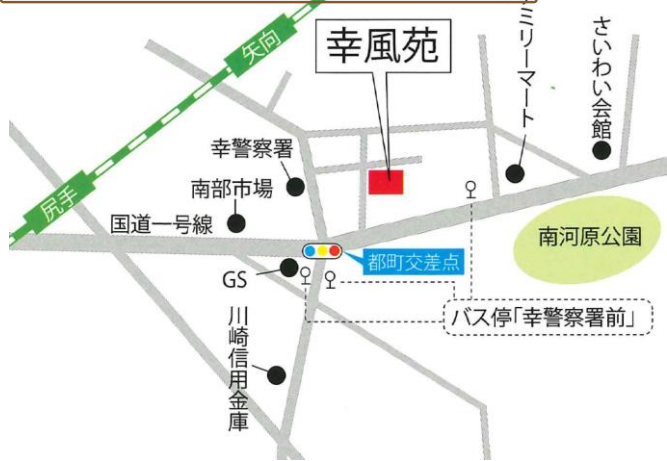 矢向
尻手
幸風苑
ミリーマート
さいわい会館
幸警察署
南部市場
国道一号線
都町交差点
南河原公園
GS
バス停「幸警察署前」
川崎信用金庫